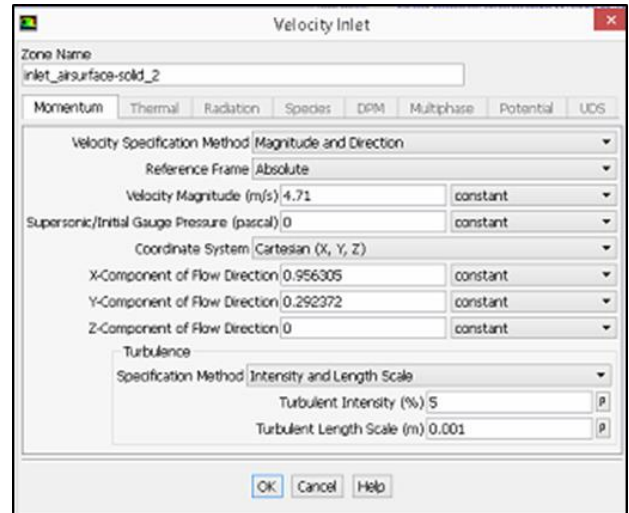 Velocity Inlet
Zone Name
inlet_airsurface-solid_2
Momentum Thermal Radiation Species DPM Multiphase Potential UDS
Velocity Specification Method Magnitude and Direction
Reference Frame Absolute
Velocity Magnitude (m/s) 4.71 constant
Supersonic/Initial Gauge Pressure (pascal) 0 constant
Coordinate System Cartesian (X, Y, Z)
X-Component of Flow Direction 0.956305 constant
Y-Component of Flow Direction 0.292372 constant
Z-Component of Flow Direction 0 constant
Turbulence
Specification Method Intensity and Length Scale
Turbulent Intensity (%) 5 P
Turbulent Length Scale (m) 0.001 P
OK Cancel Help